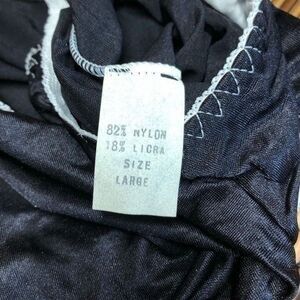 82% NYLON
18% LICRA
SIZE
LARGE